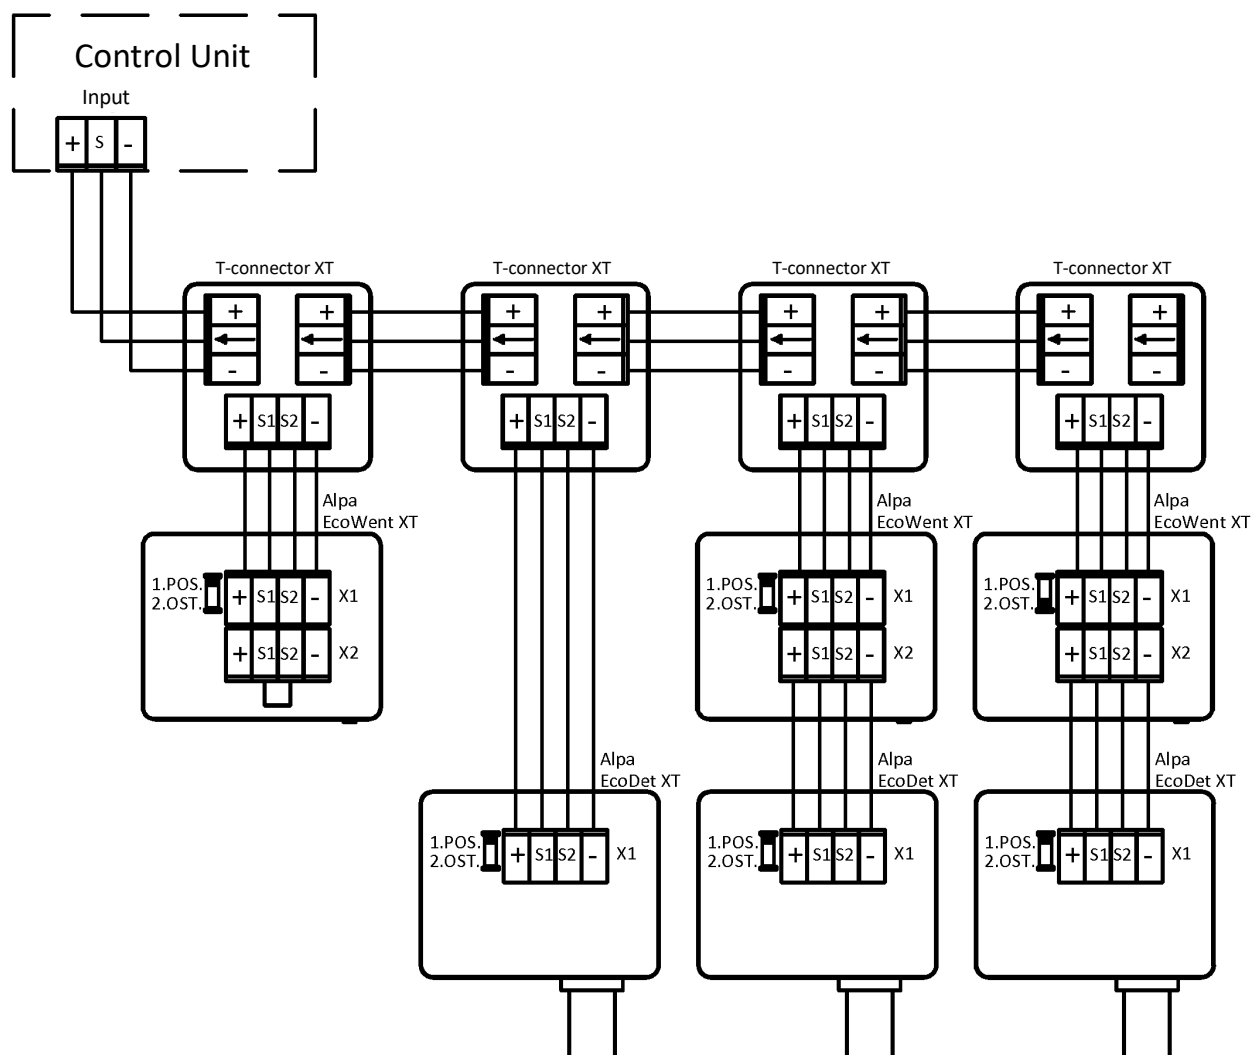 Control Unit
Input
+ S -
T-connector XT T-connector XT T-connector XT T-connector XT
+ + + + + + + +
- - - - - - - -
+ S1 S2 - + S1 S2 - + S1 S2 - + S1 S2 -
Alpa Alpa Alpa
EcoWent XT EcoWent XT EcoWent XT
1.POS. 1.POS. 1.POS.
2.OST. + S1 S2 - X1 2.OST. + S1 S2 - X1 2.OST. + S1 S2 - X1
+ S1 S2 - X2 + S1 S2 - X2 + S1 S2 - X2
Alpa Alpa Alpa
EcoDet XT EcoDet XT EcoDet XT
1.POS. 1.POS. 1.POS.
2.OST. + S1 S2 - X1 2.OST. + S1 S2 - X1 2.OST. + S1 S2 - X1